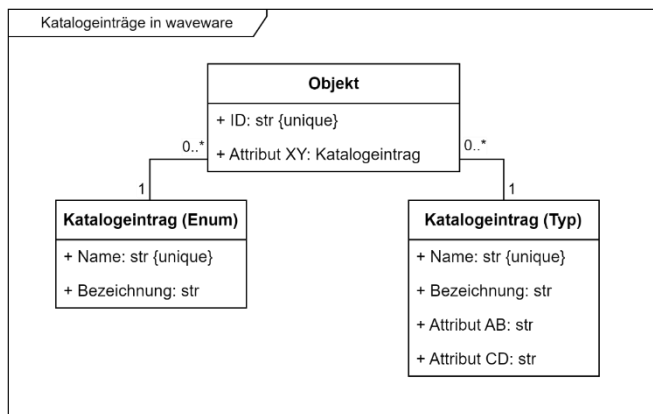 Katalogeinträge in waveware
Objekt
+ ID: str {unique}
+ Attribut XY: Katalogeintrag
0..*
0..*
1
1
Katalogeintrag (Enum)
+ Name: str {unique}
+ Bezeichnung: str
Katalogeintrag (Typ)
+ Name: str {unique}
+ Bezeichnung: str
+ Attribut AB: str
+ Attribut CD: str